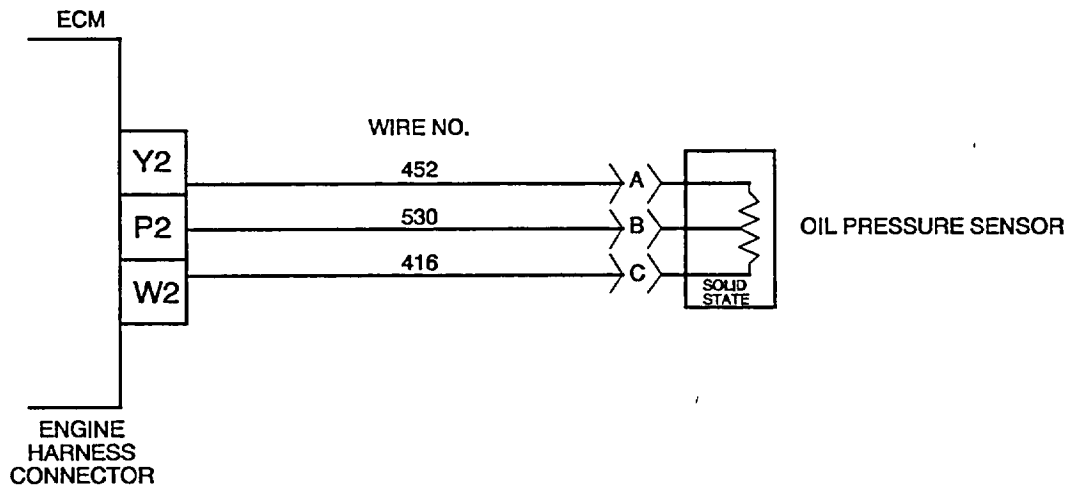 ECM
WIRE NO.
Y2
452
A
P2
530
B
OIL PRESSURE SENSOR
W2
416
C
SOLID
STATE
ENGINE
HARNESS
CONNECTOR